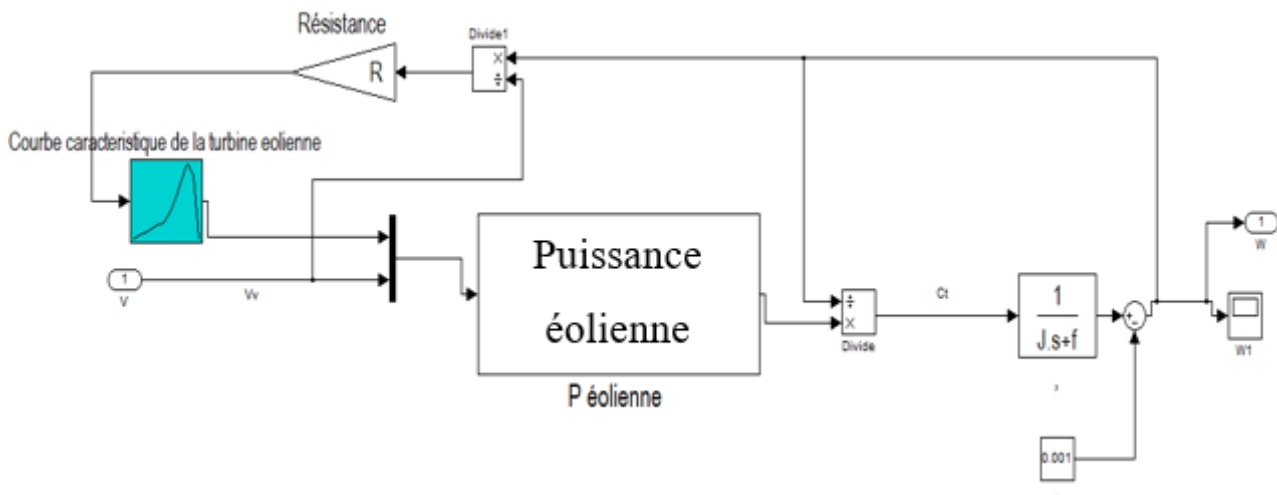 Résistance
Divide1
×
÷
R
Courbe caracteristique de la turbine eolienne
Puissance
éolienne
P éolienne
1
V
Vv
÷
×
Divide
Ct
1
J.s+f
+
-
0.001
1
W
W1